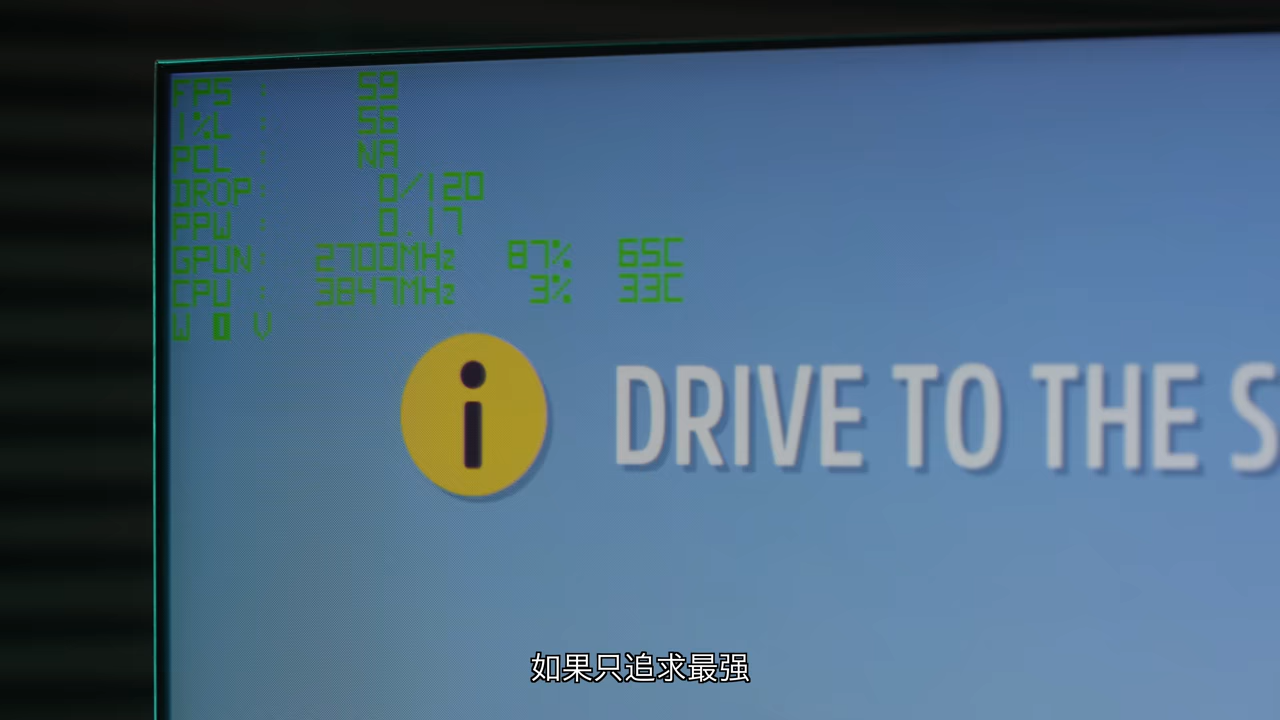 FPS : 59
1%L : 56
PCL : NA
DROP: 0/120
PPW : 0.17
GPUN: 2700MHz 87% 65C
CPU : 3847MHz 3% 33C
W I V
i DRIVE TO THE S
如果只追求最强